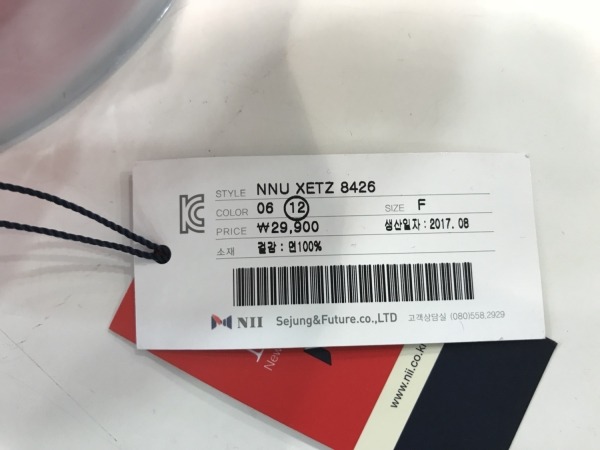 STYLE NNU XETZ 8426
COLOR 06 12 SIZE F
PRICE ₩29,900 생산일자 : 2017. 08
소재 겉감 : 면100%
NII Sejung&Future.co.,LTD 고객상담실 (080)558.2929
www.nii.co.k